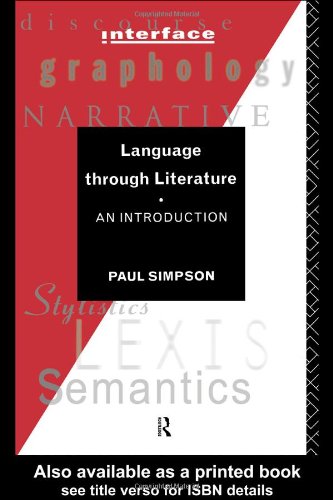 discourse
interface
graphology
NARRATIVE
Language
through Literature
•
AN INTRODUCTION
PAUL SIMPSON
Stylistics
LEXIS
Semantics
R
Also available as a printed book
see title verso for ISBN details